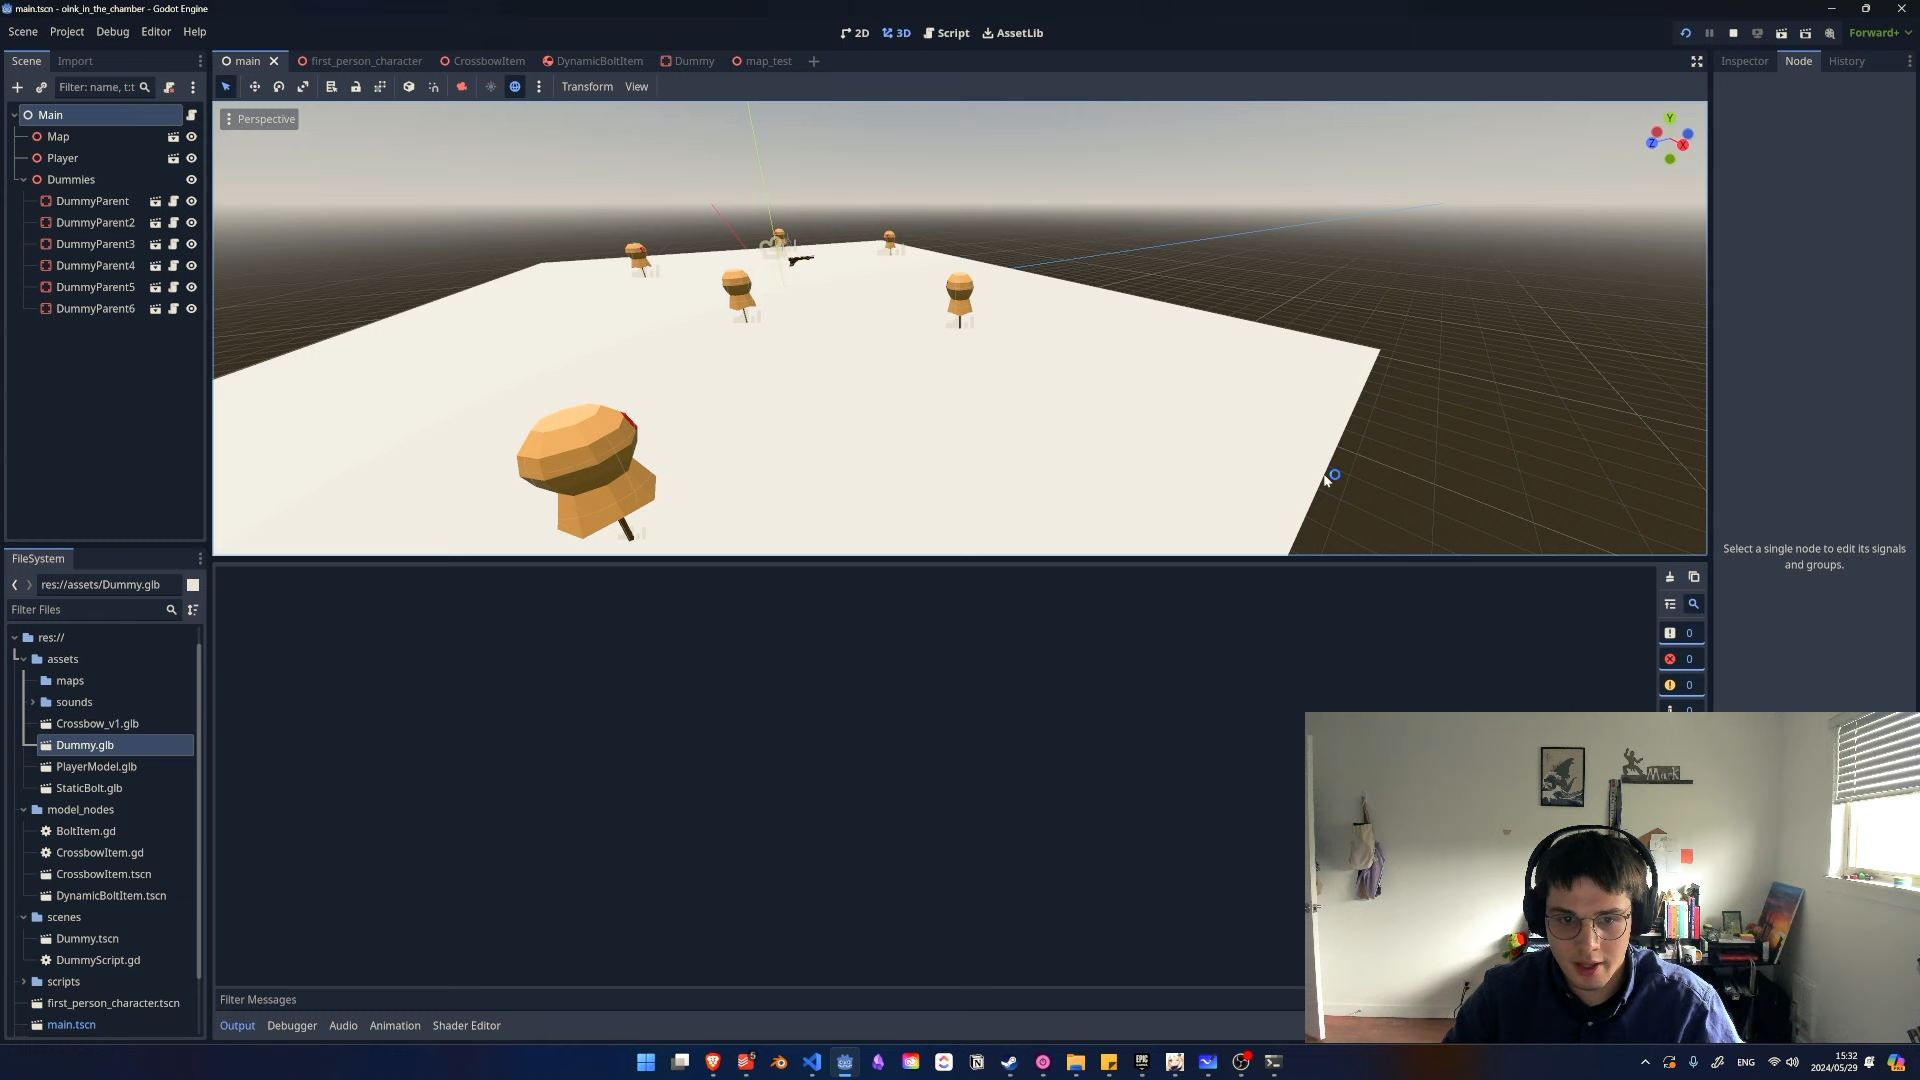 main.tscn - oink_in_the_chamber - Godot Engine
Scene Project Debug Editor Help
2D 3D Script AssetLib
Forward+
Scene Import
main first_person_character CrossbowItem DynamicBoltItem Dummy map_test
Inspector Node History
Filter: name, t:t
Transform View
Main
Map
Player
Dummies
DummyParent
DummyParent2
DummyParent3
DummyParent4
DummyParent5
DummyParent6
Perspective
Y
Z
X
Select a single node to edit its signals
and groups.
FileSystem
res://assets/Dummy.glb
Filter Files
res://
assets
maps
sounds
Crossbow_v1.glb
Dummy.glb
PlayerModel.glb
StaticBolt.glb
model_nodes
BoltItem.gd
CrossbowItem.gd
CrossbowItem.tscn
DynamicBoltItem.tscn
scenes
Dummy.tscn
DummyScript.gd
scripts
first_person_character.tscn
main.tscn
0
0
0
Mark
Filter Messages
Output Debugger Audio Animation Shader Editor
5
ENG
15:32
2024/05/29